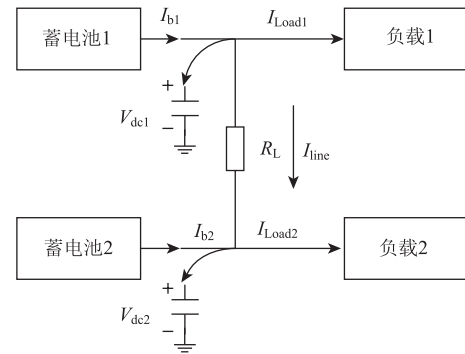 蓄电池1 I_b1 I_Load1 负载1
+
V_dc1
−
R_L I_line
蓄电池2 I_b2 I_Load2 负载2
+
V_dc2
−